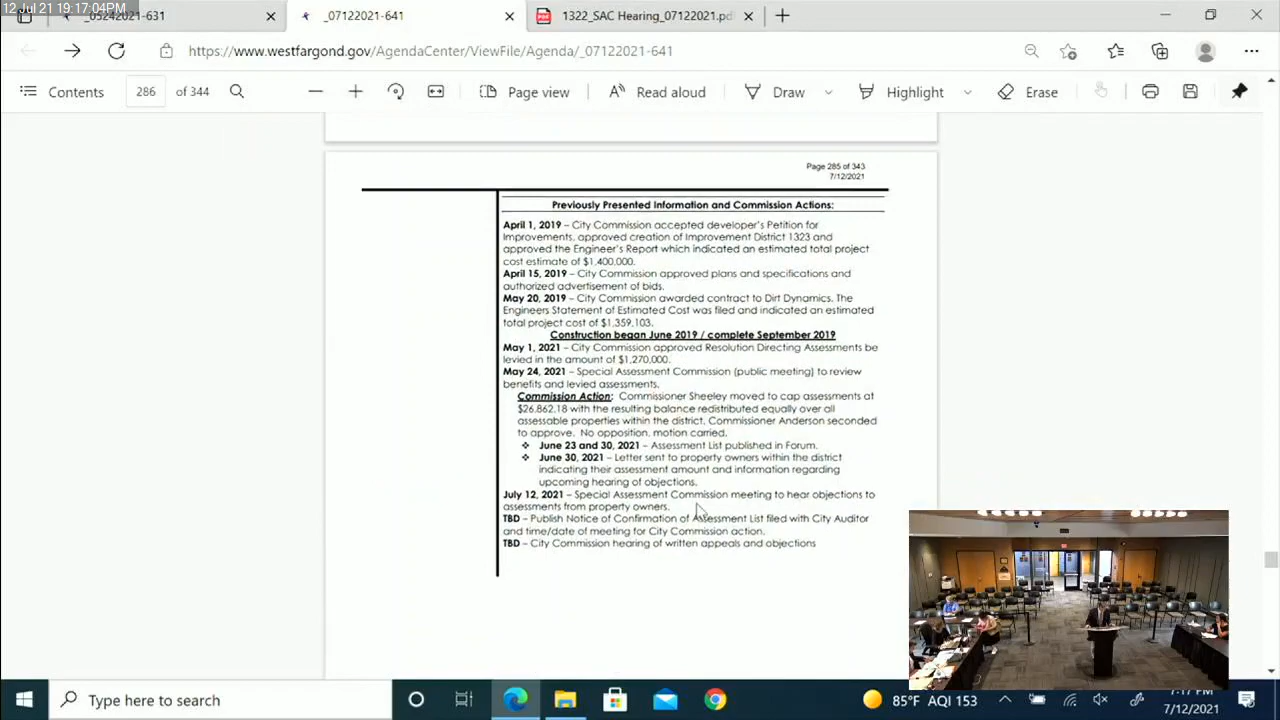 12 Jul 21 19:17:04PM
_05242021-631
_07122021-641
1322_SAC Hearing_07122021.pd
https://www.westfargond.gov/AgendaCenter/ViewFile/Agenda/_07122021-641
Contents
286
of 344
Page view
Read aloud
Draw
Highlight
Erase
Page 285 of 343
7/12/2021
Previously Presented Information and Commission Actions:
April 1, 2019 – City Commission accepted developer's Petition for
Improvements, approved creation of Improvement District 1323 and
approved the Engineer's Report which indicated an estimated total project
cost estimate of $1,400,000.
April 15, 2019 – City Commission approved plans and specifications and
authorized advertisement of bids.
May 20, 2019 – City Commission awarded contract to Dirt Dynamics. The
Engineers Statement of Estimated Cost was filed and indicated an estimated
total project cost of $1,359,103.
Construction began June 2019 / complete September 2019
May 1, 2021 – City Commission approved Resolution Directing Assessments be
levied in the amount of $1,270,000.
May 24, 2021 – Special Assessment Commission (public meeting) to review
benefits and levied assessments.
Commission Action: Commissioner Sheeley moved to cap assessments at
$26,862.18 with the resulting balance redistributed equally over all
assessable properties within the district. Commissioner Anderson seconded
to approve. No opposition, motion carried.
❖ June 23 and 30, 2021 – Assessment List published in Forum.
❖ June 30, 2021 – Letter sent to property owners within the district
indicating their assessment amount and information regarding
upcoming hearing of objections.
July 12, 2021 – Special Assessment Commission meeting to hear objections to
assessments from property owners.
TBD – Publish Notice of Confirmation of Assessment List filed with City Auditor
and time/date of meeting for City Commission action.
TBD – City Commission hearing of written appeals and objections
Type here to search
85°F AQI 153
7:17 PM
7/12/2021